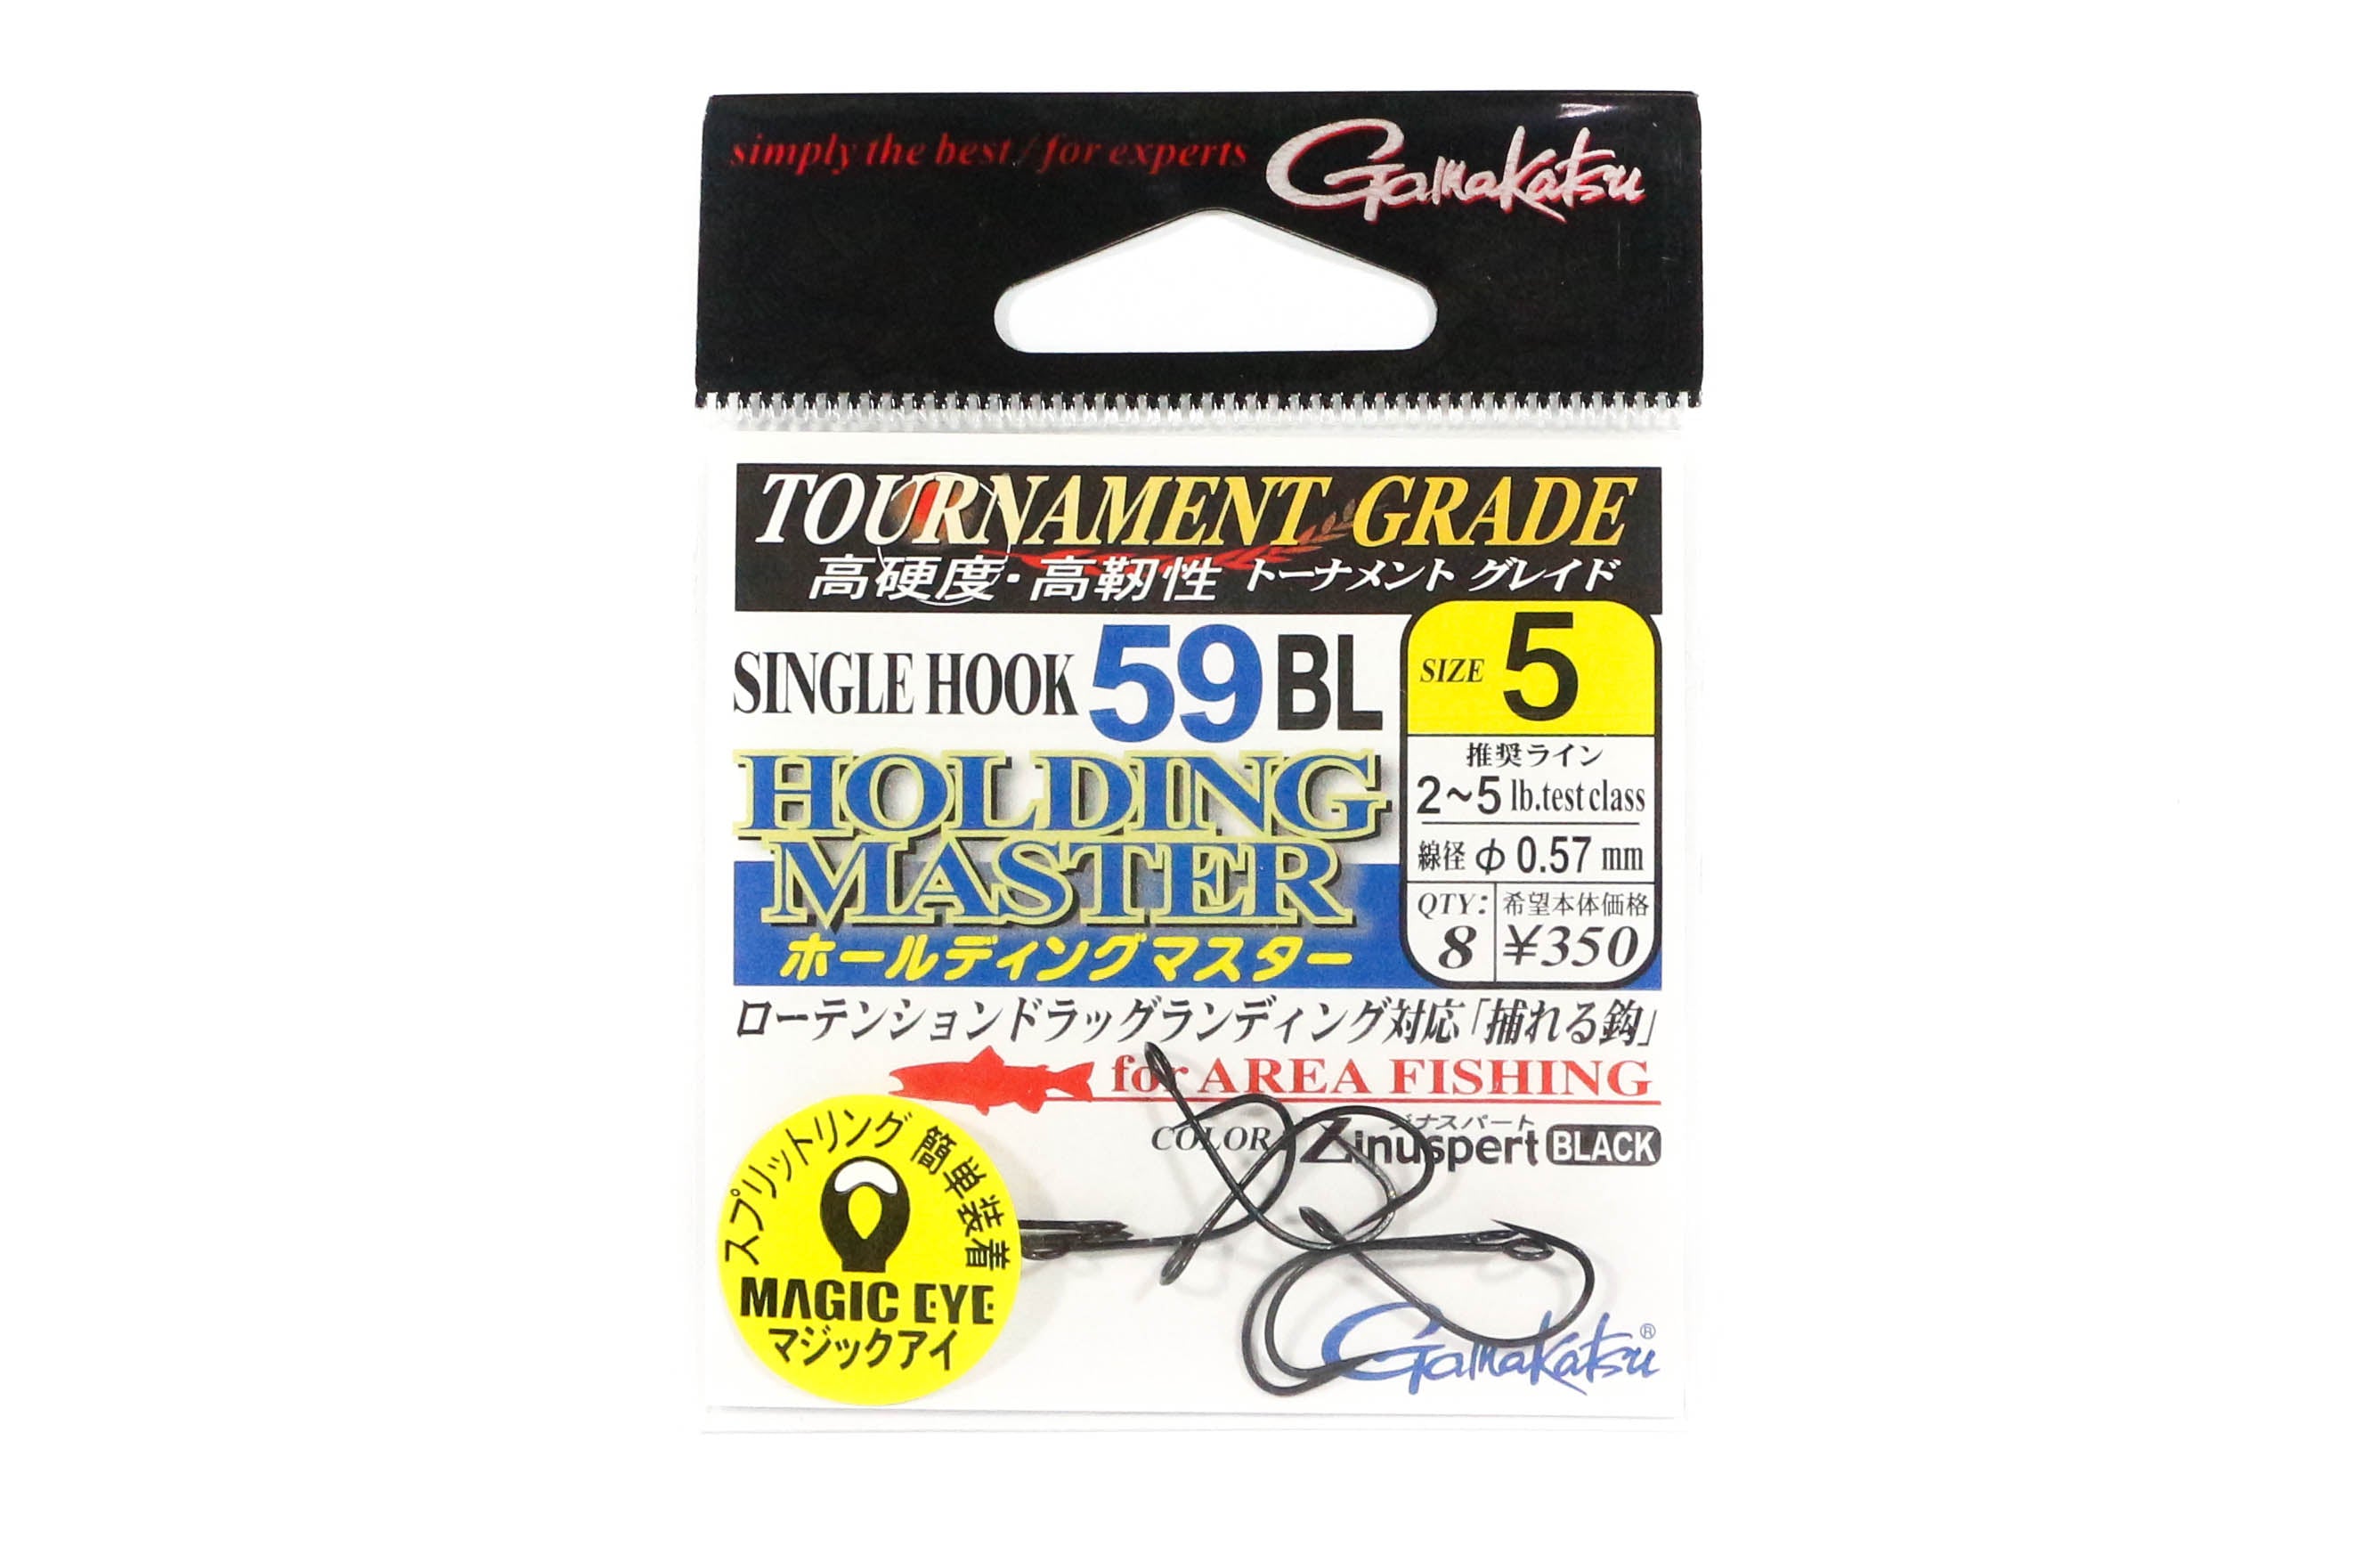 simply the best / for experts
Gamakatsu
TOURNAMENT GRADE
高硬度・高靭性 トーナメント グレイド
SINGLE HOOK 59 BL
SIZE 5
推奨ライン
2~5 lb.test class
線径 φ 0.57 mm
QTY: 8
希望本体価格
¥350
HOLDING
MASTER
ホールディングマスター
ローテンションドラッグランディング対応「捕れる鈎」
for AREA FISHING
ジナスパート
COLOR Zinuspert BLACK
スプリットリング 簡単装着
MAGIC EYE
マジックアイ
Gamakatsu®